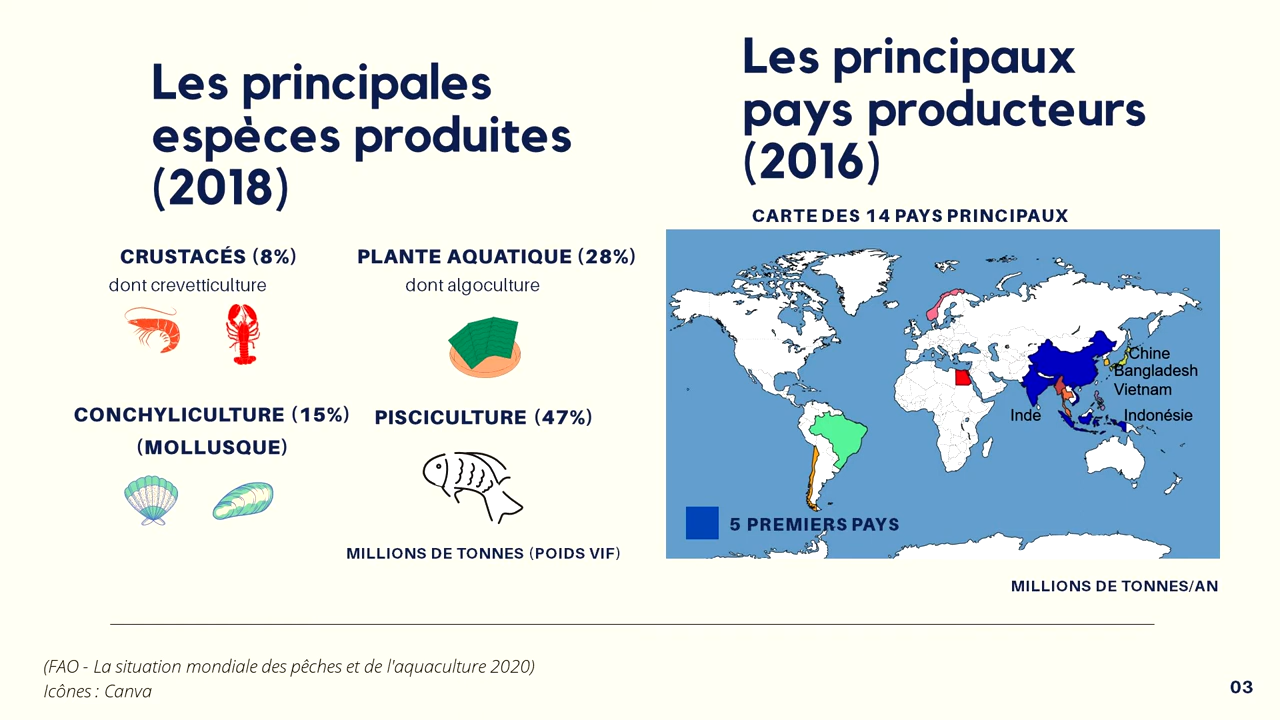 Les principales
espèces produites
(2018)
CRUSTACÉS (8%)
dont crevetticulture
PLANTE AQUATIQUE (28%)
dont algoculture
CONCHYLICULTURE (15%)
(MOLLUSQUE)
PISCICULTURE (47%)
MILLIONS DE TONNES (POIDS VIF)
Les principaux
pays producteurs
(2016)
CARTE DES 14 PAYS PRINCIPAUX
Chine
Bangladesh
Vietnam
Inde
Indonésie
5 PREMIERS PAYS
MILLIONS DE TONNES/AN
(FAO - La situation mondiale des pêches et de l'aquaculture 2020)
Icônes : Canva
03